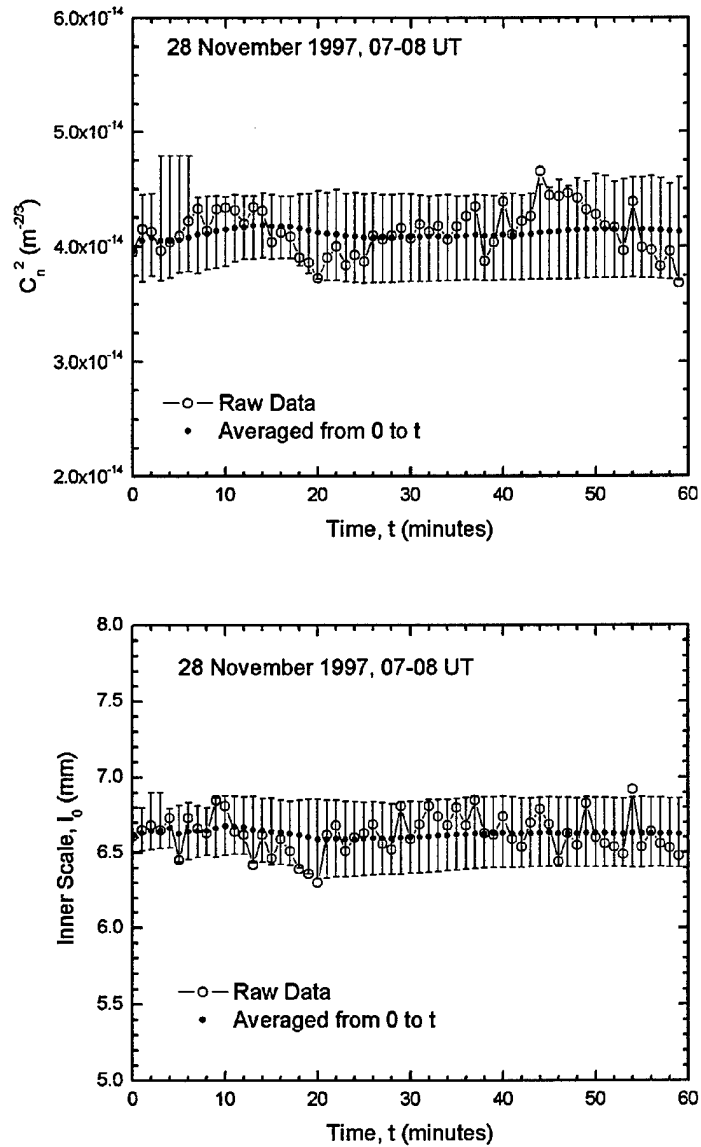 6.0x10-14
28 November 1997, 07-08 UT
5.0x10-14
4.0x10-14
3.0x10-14
2.0x10-14
Cn2 (m-2/3)
Raw Data
Averaged from 0 to t
0 10 20 30 40 50 60
Time, t (minutes)
8.0
28 November 1997, 07-08 UT
7.5
7.0
6.5
6.0
5.5
5.0
Inner Scale, l0 (mm)
Raw Data
Averaged from 0 to t
0 10 20 30 40 50 60
Time, t (minutes)